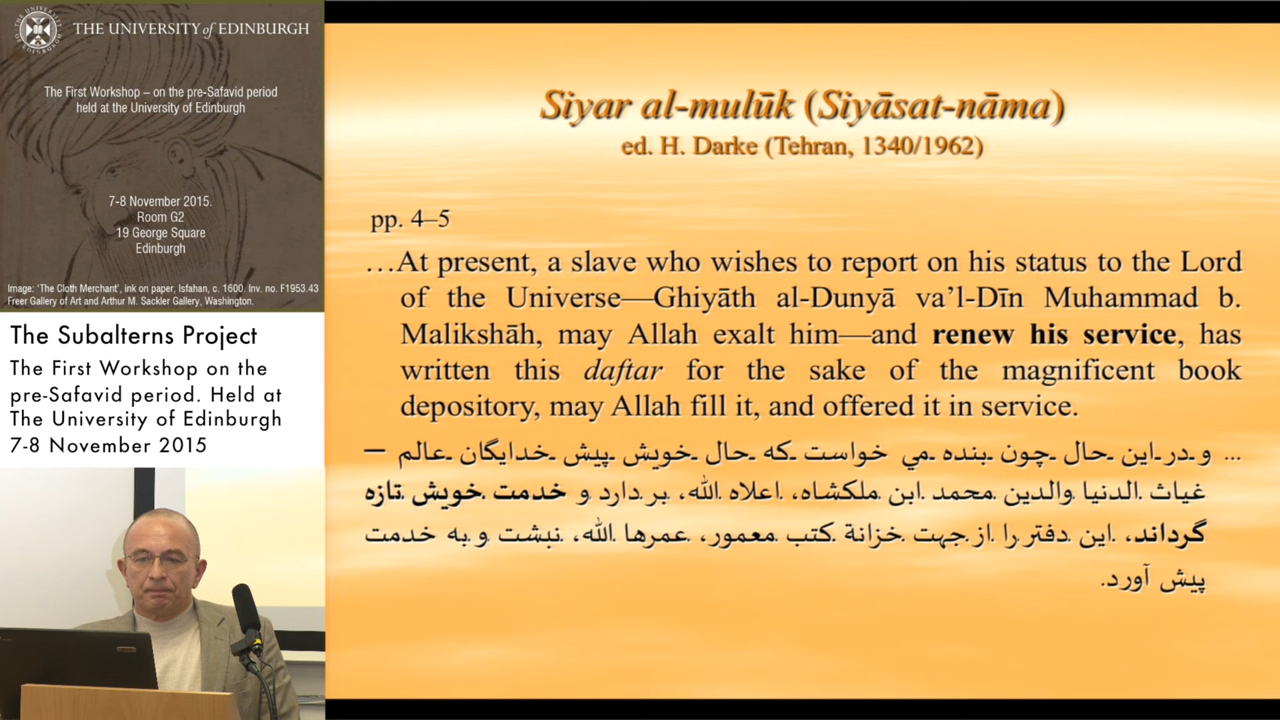 THE UNIVERSITY of EDINBURGH
The First Workshop – on the pre-Safavid period
held at the University of Edinburgh
7-8 November 2015.
Room G2
19 George Square
Edinburgh
Image: 'The Cloth Merchant', ink on paper, Isfahan, c. 1600. Inv. no. F1953.43
Freer Gallery of Art and Arthur M. Sackler Gallery, Washington.
The Subalterns Project
The First Workshop on the
pre-Safavid period. Held at
The University of Edinburgh
7-8 November 2015
Siyar al-mulūk (Siyāsat-nāma)
ed. H. Darke (Tehran, 1340/1962)
pp. 4–5
…At present, a slave who wishes to report on his status to the Lord
of the Universe—Ghiyāth al-Dunyā va'l-Dīn Muhammad b.
Malikshāh, may Allah exalt him—and renew his service, has
written this daftar for the sake of the magnificent book
depository, may Allah fill it, and offered it in service.
... و در این حال چون بنده مي خواست که حال خویش پیش خدایگان عالم –
غیاث الدنیا والدین محمد ابن ملکشاه، اعلاه الله، بر دارد و خدمت خویش تازه
گرداند، این دفتر را از جهت خزانة کتب معمور، عمرها الله، نبشت و به خدمت
پیش آورد.